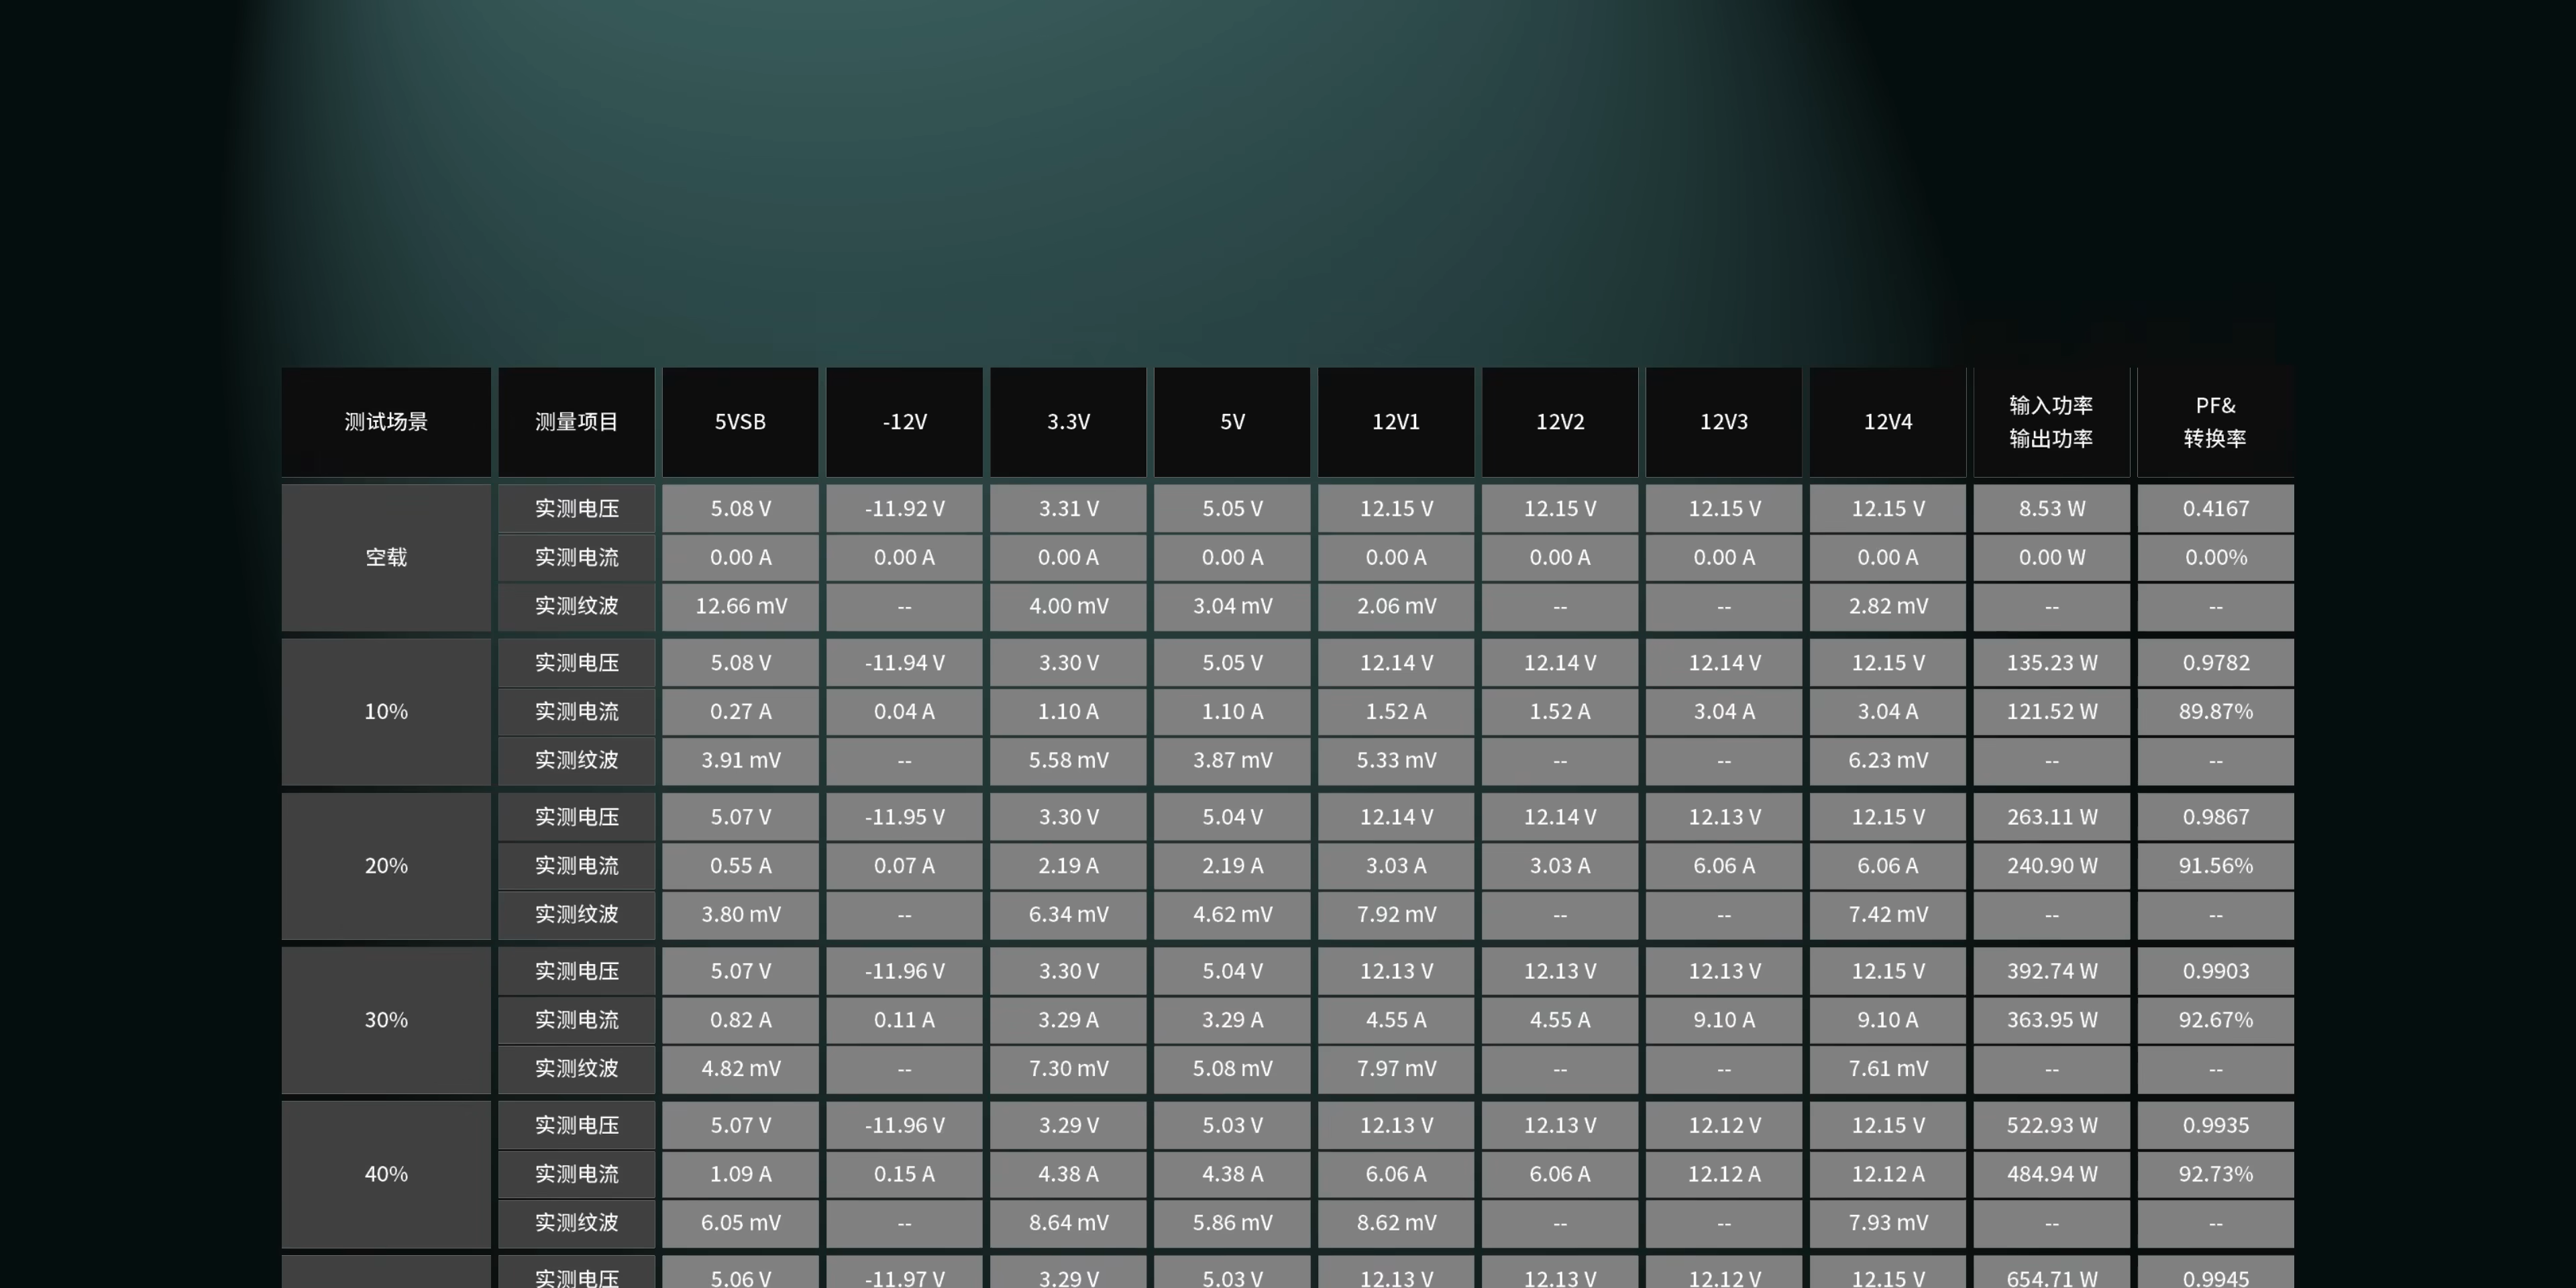 测试场景 测量项目 5VSB -12V 3.3V 5V 12V1 12V2 12V3 12V4 输入功率 输出功率 PF& 转换率
空载 实测电压 5.08 V -11.92 V 3.31 V 5.05 V 12.15 V 12.15 V 12.15 V 12.15 V 8.53 W 0.4167
实测电流 0.00 A 0.00 A 0.00 A 0.00 A 0.00 A 0.00 A 0.00 A 0.00 A 0.00 W 0.00%
实测纹波 12.66 mV -- 4.00 mV 3.04 mV 2.06 mV -- -- 2.82 mV -- --
10% 实测电压 5.08 V -11.94 V 3.30 V 5.05 V 12.14 V 12.14 V 12.14 V 12.15 V 135.23 W 0.9782
实测电流 0.27 A 0.04 A 1.10 A 1.10 A 1.52 A 1.52 A 3.04 A 3.04 A 121.52 W 89.87%
实测纹波 3.91 mV -- 5.58 mV 3.87 mV 5.33 mV -- -- 6.23 mV -- --
20% 实测电压 5.07 V -11.95 V 3.30 V 5.04 V 12.14 V 12.14 V 12.13 V 12.15 V 263.11 W 0.9867
实测电流 0.55 A 0.07 A 2.19 A 2.19 A 3.03 A 3.03 A 6.06 A 6.06 A 240.90 W 91.56%
实测纹波 3.80 mV -- 6.34 mV 4.62 mV 7.92 mV -- -- 7.42 mV -- --
30% 实测电压 5.07 V -11.96 V 3.30 V 5.04 V 12.13 V 12.13 V 12.13 V 12.15 V 392.74 W 0.9903
实测电流 0.82 A 0.11 A 3.29 A 3.29 A 4.55 A 4.55 A 9.10 A 9.10 A 363.95 W 92.67%
实测纹波 4.82 mV -- 7.30 mV 5.08 mV 7.97 mV -- -- 7.61 mV -- --
40% 实测电压 5.07 V -11.96 V 3.29 V 5.03 V 12.13 V 12.13 V 12.12 V 12.15 V 522.93 W 0.9935
实测电流 1.09 A 0.15 A 4.38 A 4.38 A 6.06 A 6.06 A 12.12 A 12.12 A 484.94 W 92.73%
实测纹波 6.05 mV -- 8.64 mV 5.86 mV 8.62 mV -- -- 7.93 mV -- --
实测电压 5.06 V -11.97 V 3.29 V 5.03 V 12.13 V 12.13 V 12.12 V 12.15 V 654.71 W 0.9945